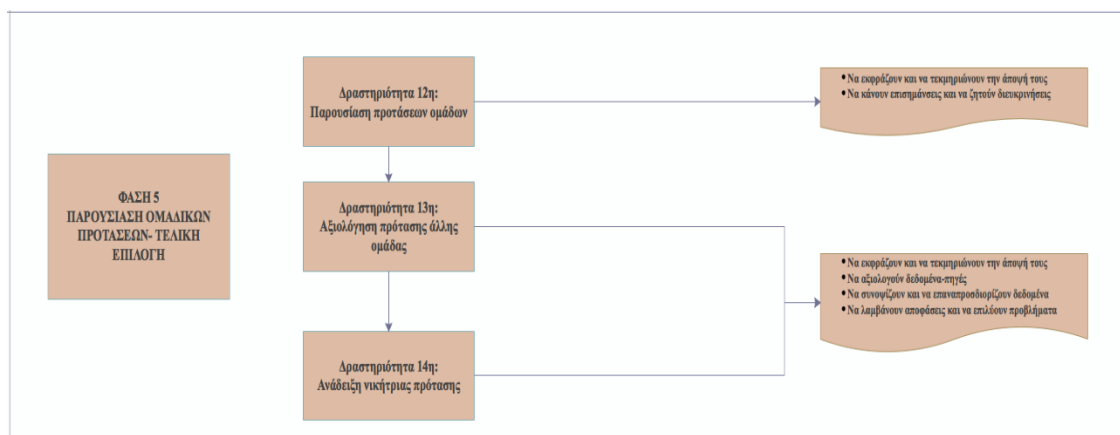 ΦΑΣΗ 5
ΠΑΡΟΥΣΙΑΣΗ ΟΜΑΔΙΚΩΝ
ΠΡΟΤΑΣΕΩΝ- ΤΕΛΙΚΗ
ΕΠΙΛΟΓΗ
Δραστηριότητα 12η:
Παρουσίαση προτάσεων ομάδων
• Να εκφράζουν και να τεκμηριώνουν την άποψή τους
• Να κάνουν επισημάνσεις και να ζητούν διευκρινήσεις
Δραστηριότητα 13η:
Αξιολόγηση πρότασης άλλης
ομάδας
Δραστηριότητα 14η:
Ανάδειξη νικήτριας πρότασης
• Να εκφράζουν και να τεκμηριώνουν την άποψή τους
• Να αξιολογούν δεδομένα-πηγές
• Να συνοψίζουν και να επαναπροσδιορίζουν δεδομένα
• Να λαμβάνουν αποφάσεις και να επιλύουν προβλήματα